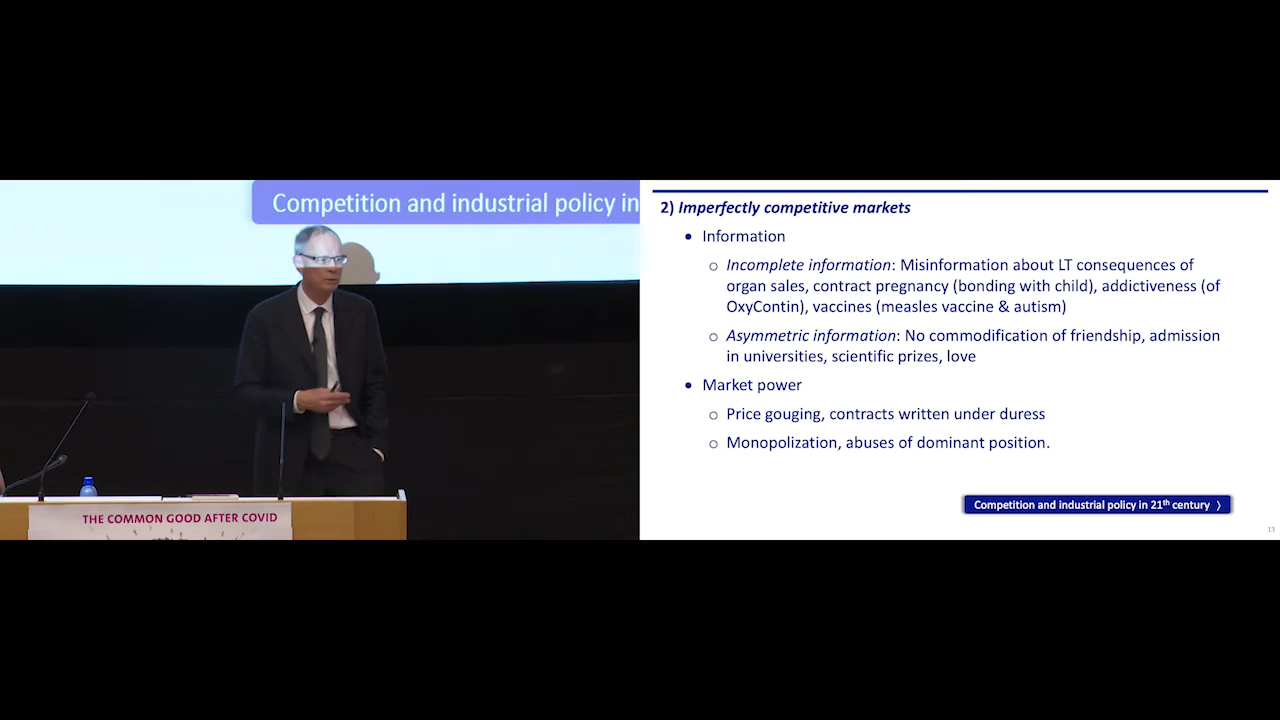 Competition and industrial policy in
THE COMMON GOOD AFTER COVID
2) Imperfectly competitive markets
• Information
○ Incomplete information: Misinformation about LT consequences of
organ sales, contract pregnancy (bonding with child), addictiveness (of
OxyContin), vaccines (measles vaccine & autism)
○ Asymmetric information: No commodification of friendship, admission
in universities, scientific prizes, love
• Market power
○ Price gouging, contracts written under duress
○ Monopolization, abuses of dominant position.
Competition and industrial policy in 21th century ⟩
13